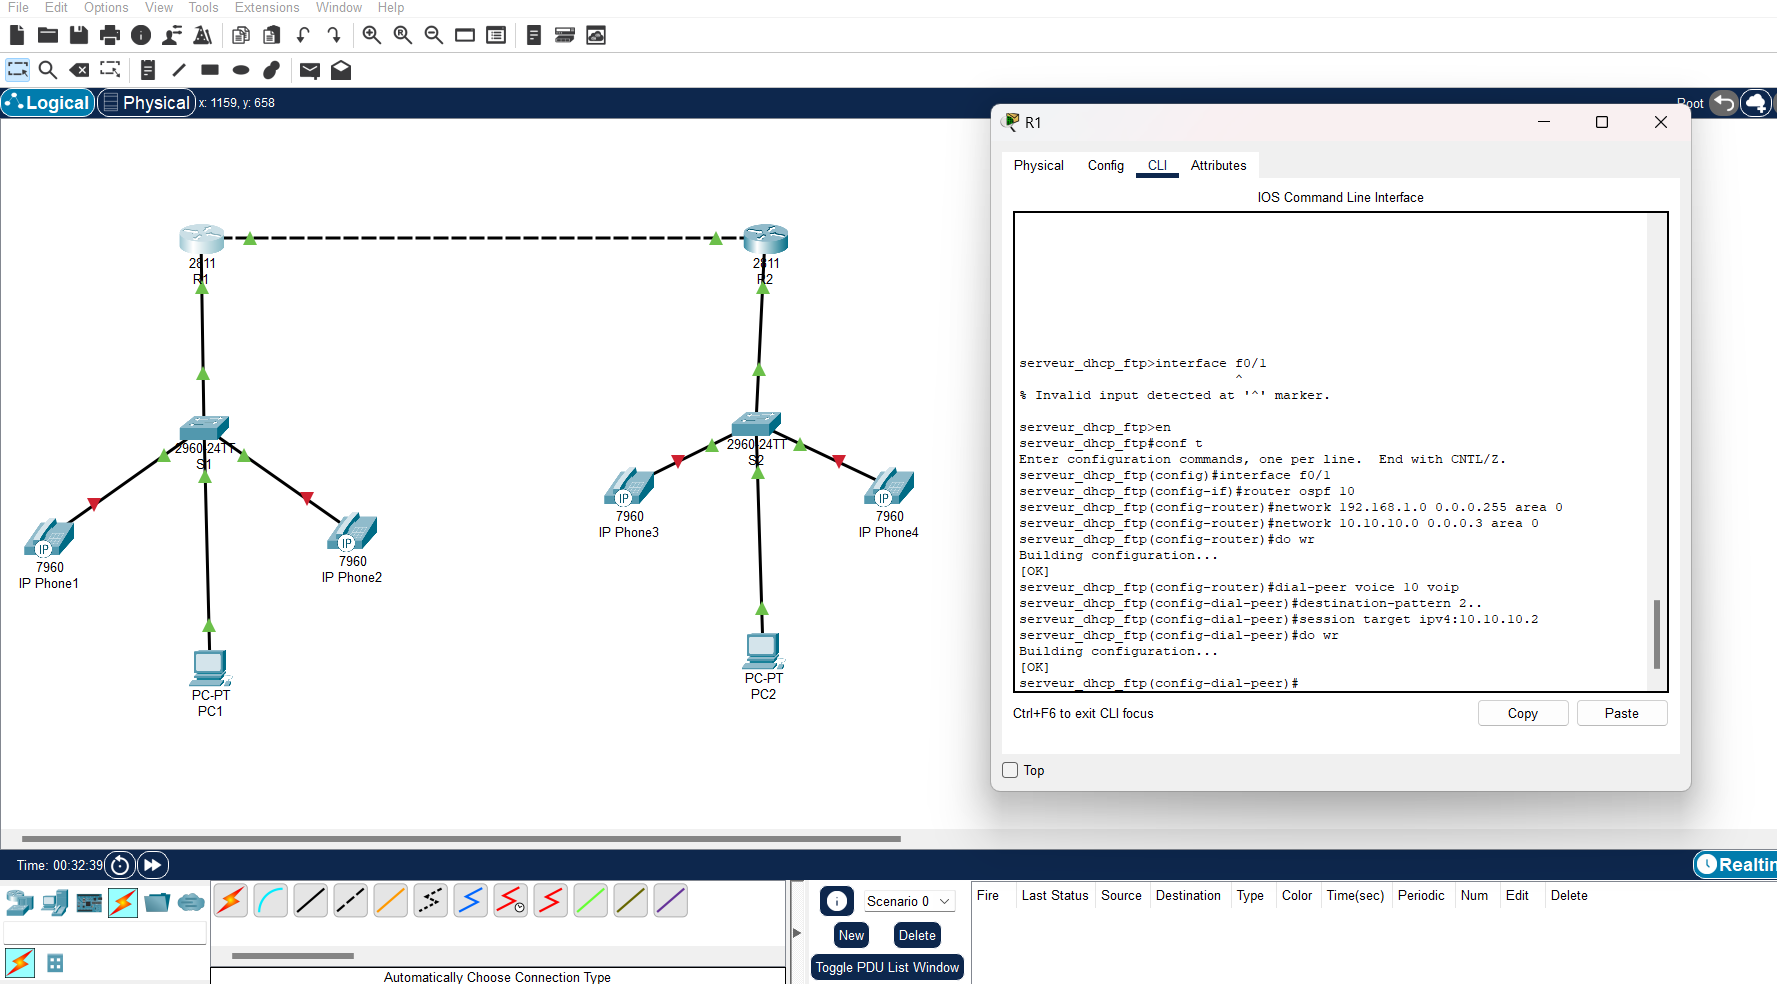 File Edit Options View Tools Extensions Window Help
Logical Physical x: 1159, y: 658
Root
R1
Physical Config CLI Attributes
IOS Command Line Interface
serveur_dhcp_ftp>interface f0/1
^
% Invalid input detected at '^' marker.
serveur_dhcp_ftp>en
serveur_dhcp_ftp#conf t
Enter configuration commands, one per line.  End with CNTL/Z.
serveur_dhcp_ftp(config)#interface f0/1
serveur_dhcp_ftp(config-if)#router ospf 10
serveur_dhcp_ftp(config-router)#network 192.168.1.0 0.0.0.255 area 0
serveur_dhcp_ftp(config-router)#network 10.10.10.0 0.0.0.3 area 0
serveur_dhcp_ftp(config-router)#do wr
Building configuration...
[OK]
serveur_dhcp_ftp(config-router)#dial-peer voice 10 voip
serveur_dhcp_ftp(config-dial-peer)#destination-pattern 2..
serveur_dhcp_ftp(config-dial-peer)#session target ipv4:10.10.10.2
serveur_dhcp_ftp(config-dial-peer)#do wr
Building configuration...
[OK]
serveur_dhcp_ftp(config-dial-peer)#
Ctrl+F6 to exit CLI focus
Copy Paste
Top
2811
R1
2811
R2
2960-24TT
S1
2960-24TT
S2
IP
7960
IP Phone1
IP
7960
IP Phone2
IP
7960
IP Phone3
IP
7960
IP Phone4
PC-PT
PC1
PC-PT
PC2
Time: 00:32:39
Realtim
Scenario 0
New Delete
Toggle PDU List Window
Fire Last Status Source Destination Type Color Time(sec) Periodic Num Edit Delete
Automatically Choose Connection Type